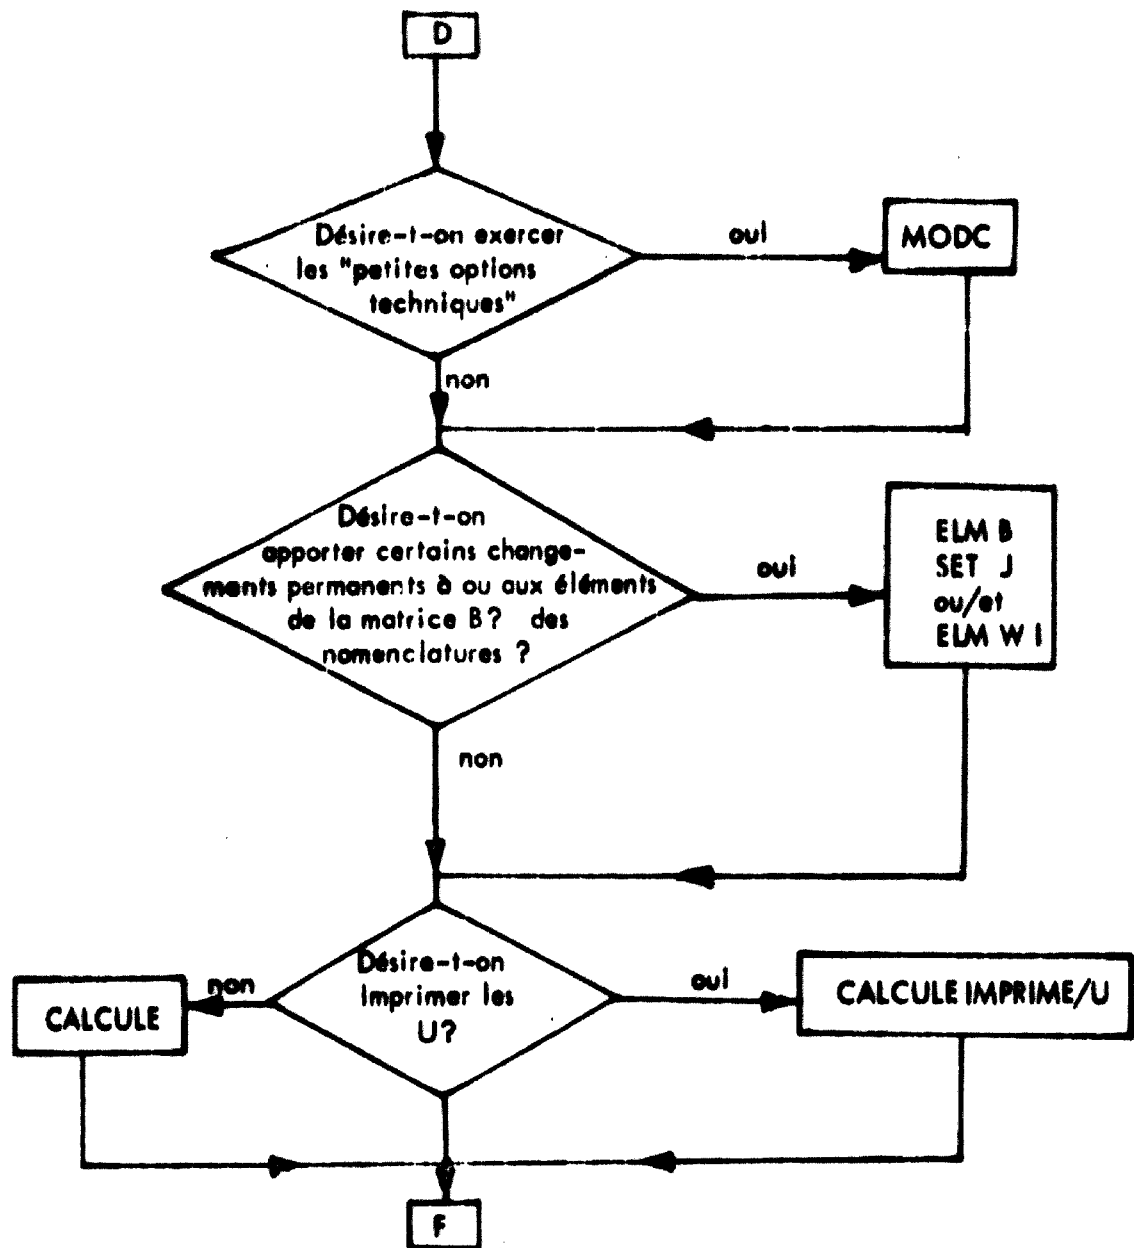 D
Désire-t-on exercer
les "petites options
techniques"
oui
MODC
non
Désire-t-on
apporter certains change-
ments permanents à ou aux éléments
de la matrice B? des
nomenclatures ?
oui
ELM B
SET J
ou/et
ELM W I
non
Désire-t-on
Imprimer les
U?
non
CALCULE
oui
CALCULE IMPRIME/U
F